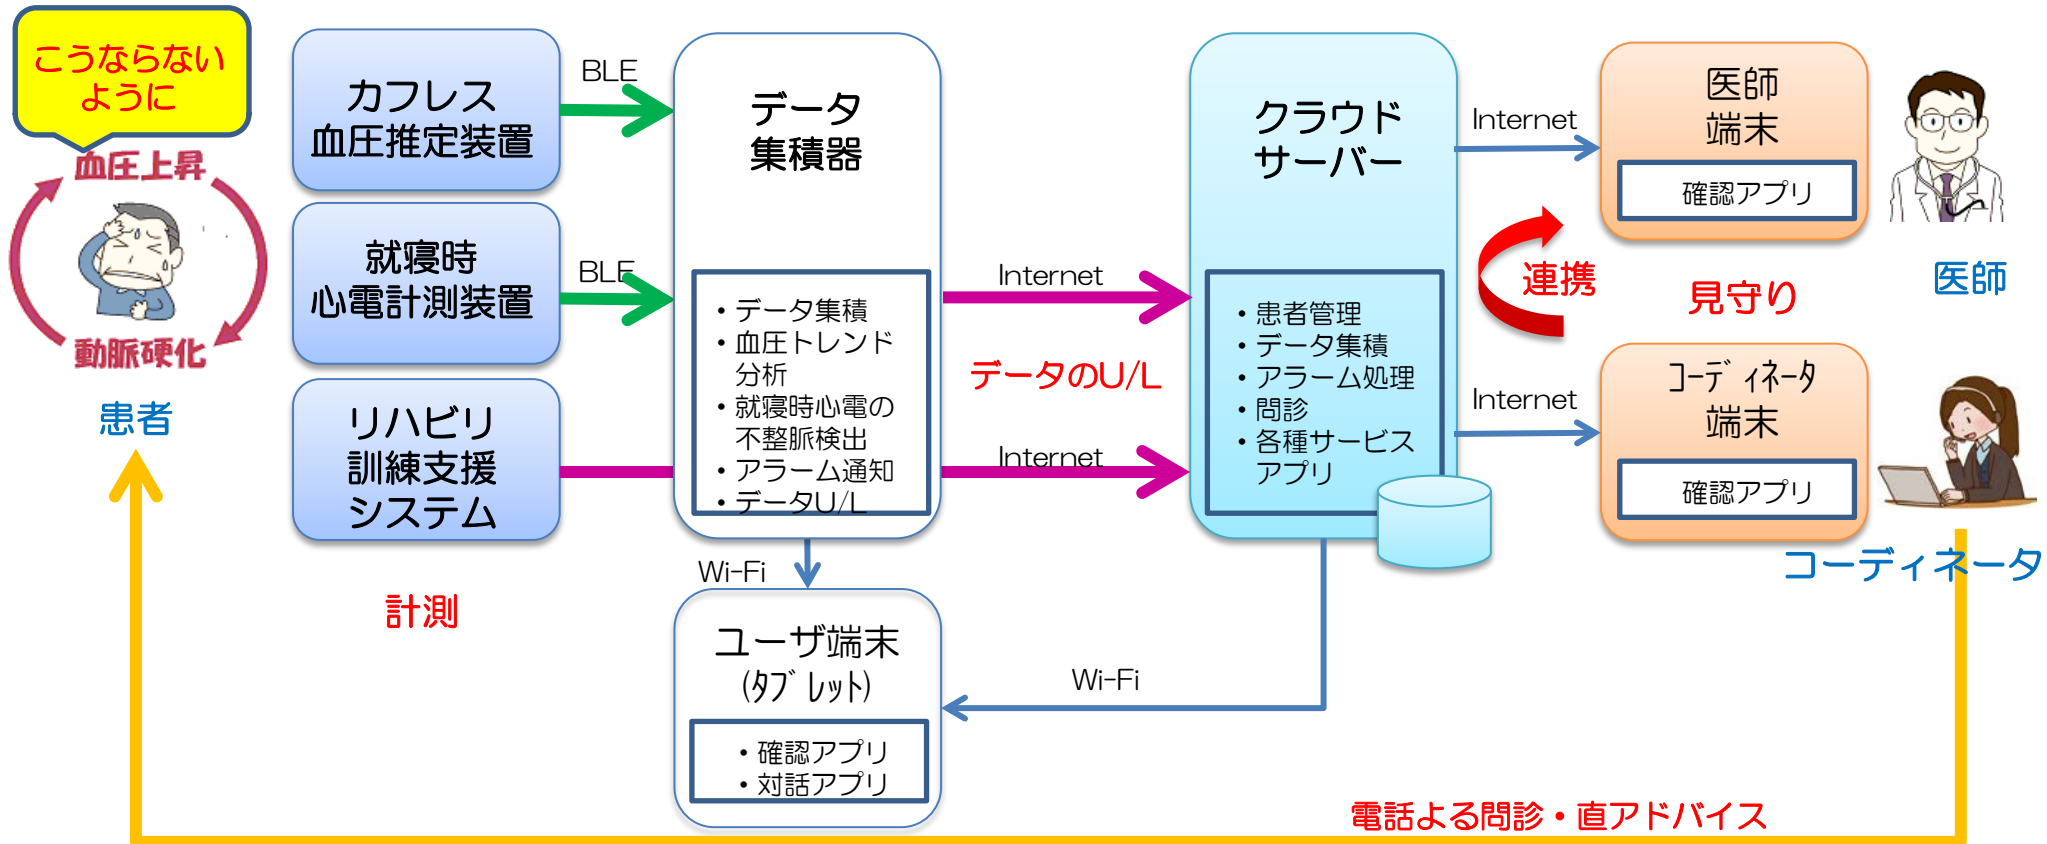 こうならない
ように
血圧上昇
動脈硬化
患者
カフレス
血圧推定装置
就寝時
心電計測装置
リハビリ
訓練支援
システム
計測
BLE
BLE
データ
集積器
・データ集積
・血圧トレンド
分析
・就寝時心電の
不整脈検出
・アラーム通知
・データU/L
Wi-Fi
ユーザ端末
(ﾀﾌﾞﾚｯﾄ)
・確認アプリ
・対話アプリ
Internet
データのU/L
Internet
Wi-Fi
クラウド
サーバー
・患者管理
・データ集積
・アラーム処理
・問診
・各種サービス
アプリ
Internet
連携
Internet
医師
端末
確認アプリ
見守り
ｺｰﾃﾞｨﾈｰﾀ
端末
確認アプリ
医師
コーディネータ
電話よる問診・直アドバイス